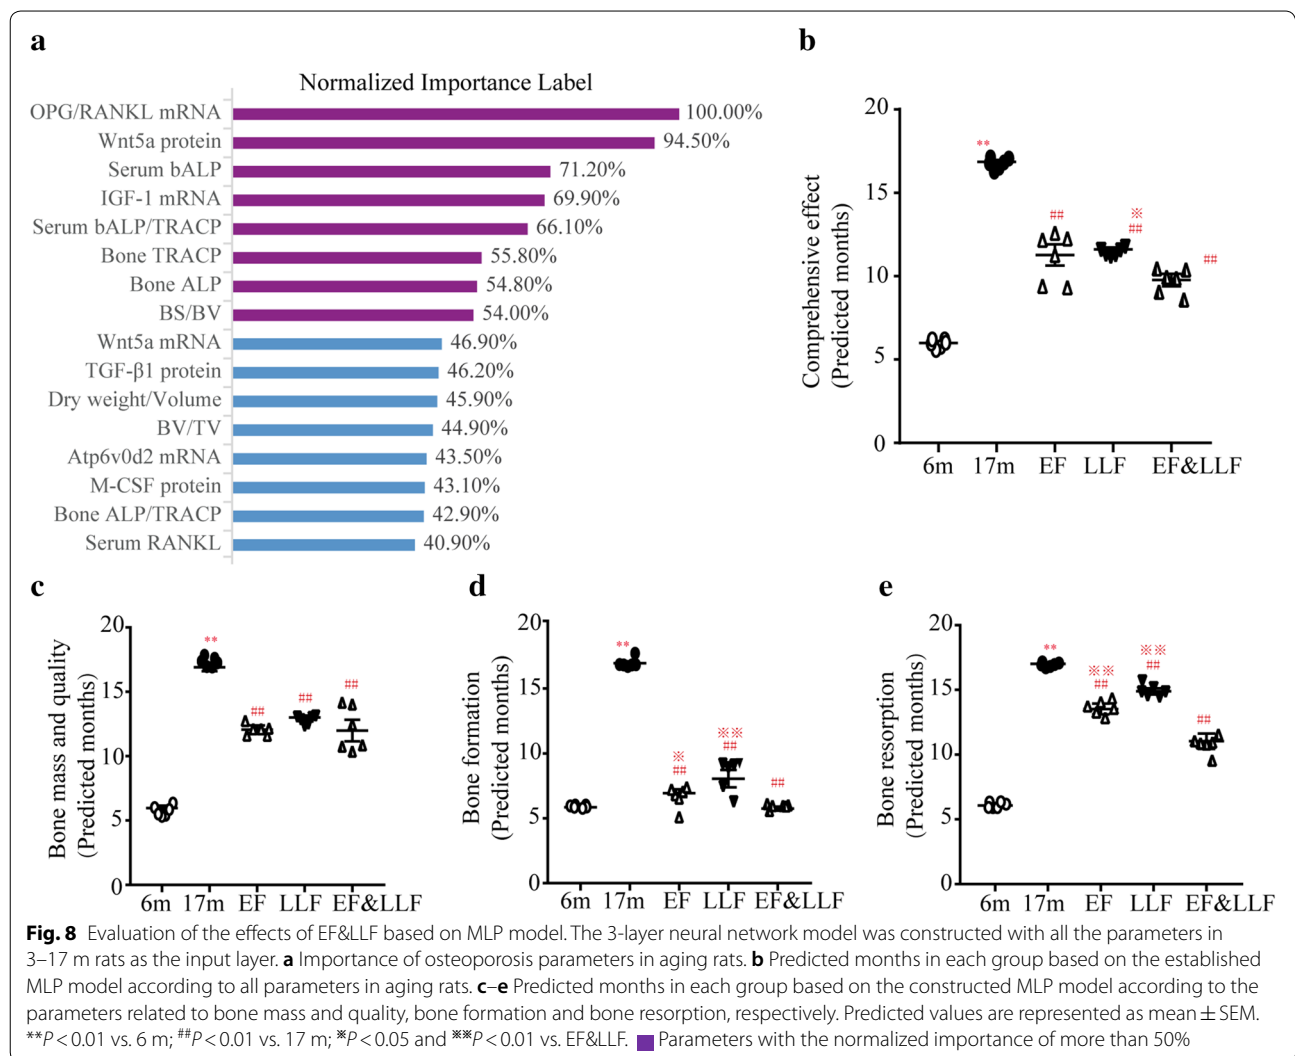 a
Normalized Importance Label
OPG/RANKL mRNA 100.00%
Wnt5a protein 94.50%
Serum bALP 71.20%
IGF-1 mRNA 69.90%
Serum bALP/TRACP 66.10%
Bone TRACP 55.80%
Bone ALP 54.80%
BS/BV 54.00%
Wnt5a mRNA 46.90%
TGF-β1 protein 46.20%
Dry weight/Volume 45.90%
BV/TV 44.90%
Atp6v0d2 mRNA 43.50%
M-CSF protein 43.10%
Bone ALP/TRACP 42.90%
Serum RANKL 40.90%
b
Comprehensive effect
(Predicted months)
20
15
10
5
0
**
##
※
##
##
6m 17m EF LLF EF&LLF
c
Bone mass and quality
(Predicted months)
20
15
10
5
0
**
##
##
##
6m 17m EF LLF EF&LLF
d
Bone formation
(Predicted months)
20
15
10
5
0
**
※
##
※※
##
##
6m 17m EF LLF EF&LLF
e
Bone resorption
(Predicted months)
20
15
10
5
0
**
※※
##
※※
##
##
6m 17m EF LLF EF&LLF
Fig. 8 Evaluation of the effects of EF&LLF based on MLP model. The 3-layer neural network model was constructed with all the parameters in
3–17 m rats as the input layer. a Importance of osteoporosis parameters in aging rats. b Predicted months in each group based on the established
MLP model according to all parameters in aging rats. c–e Predicted months in each group based on the constructed MLP model according to the
parameters related to bone mass and quality, bone formation and bone resorption, respectively. Predicted values are represented as mean ± SEM.
**P < 0.01 vs. 6 m; ##P < 0.01 vs. 17 m; ※P < 0.05 and ※※P < 0.01 vs. EF&LLF. Parameters with the normalized importance of more than 50%